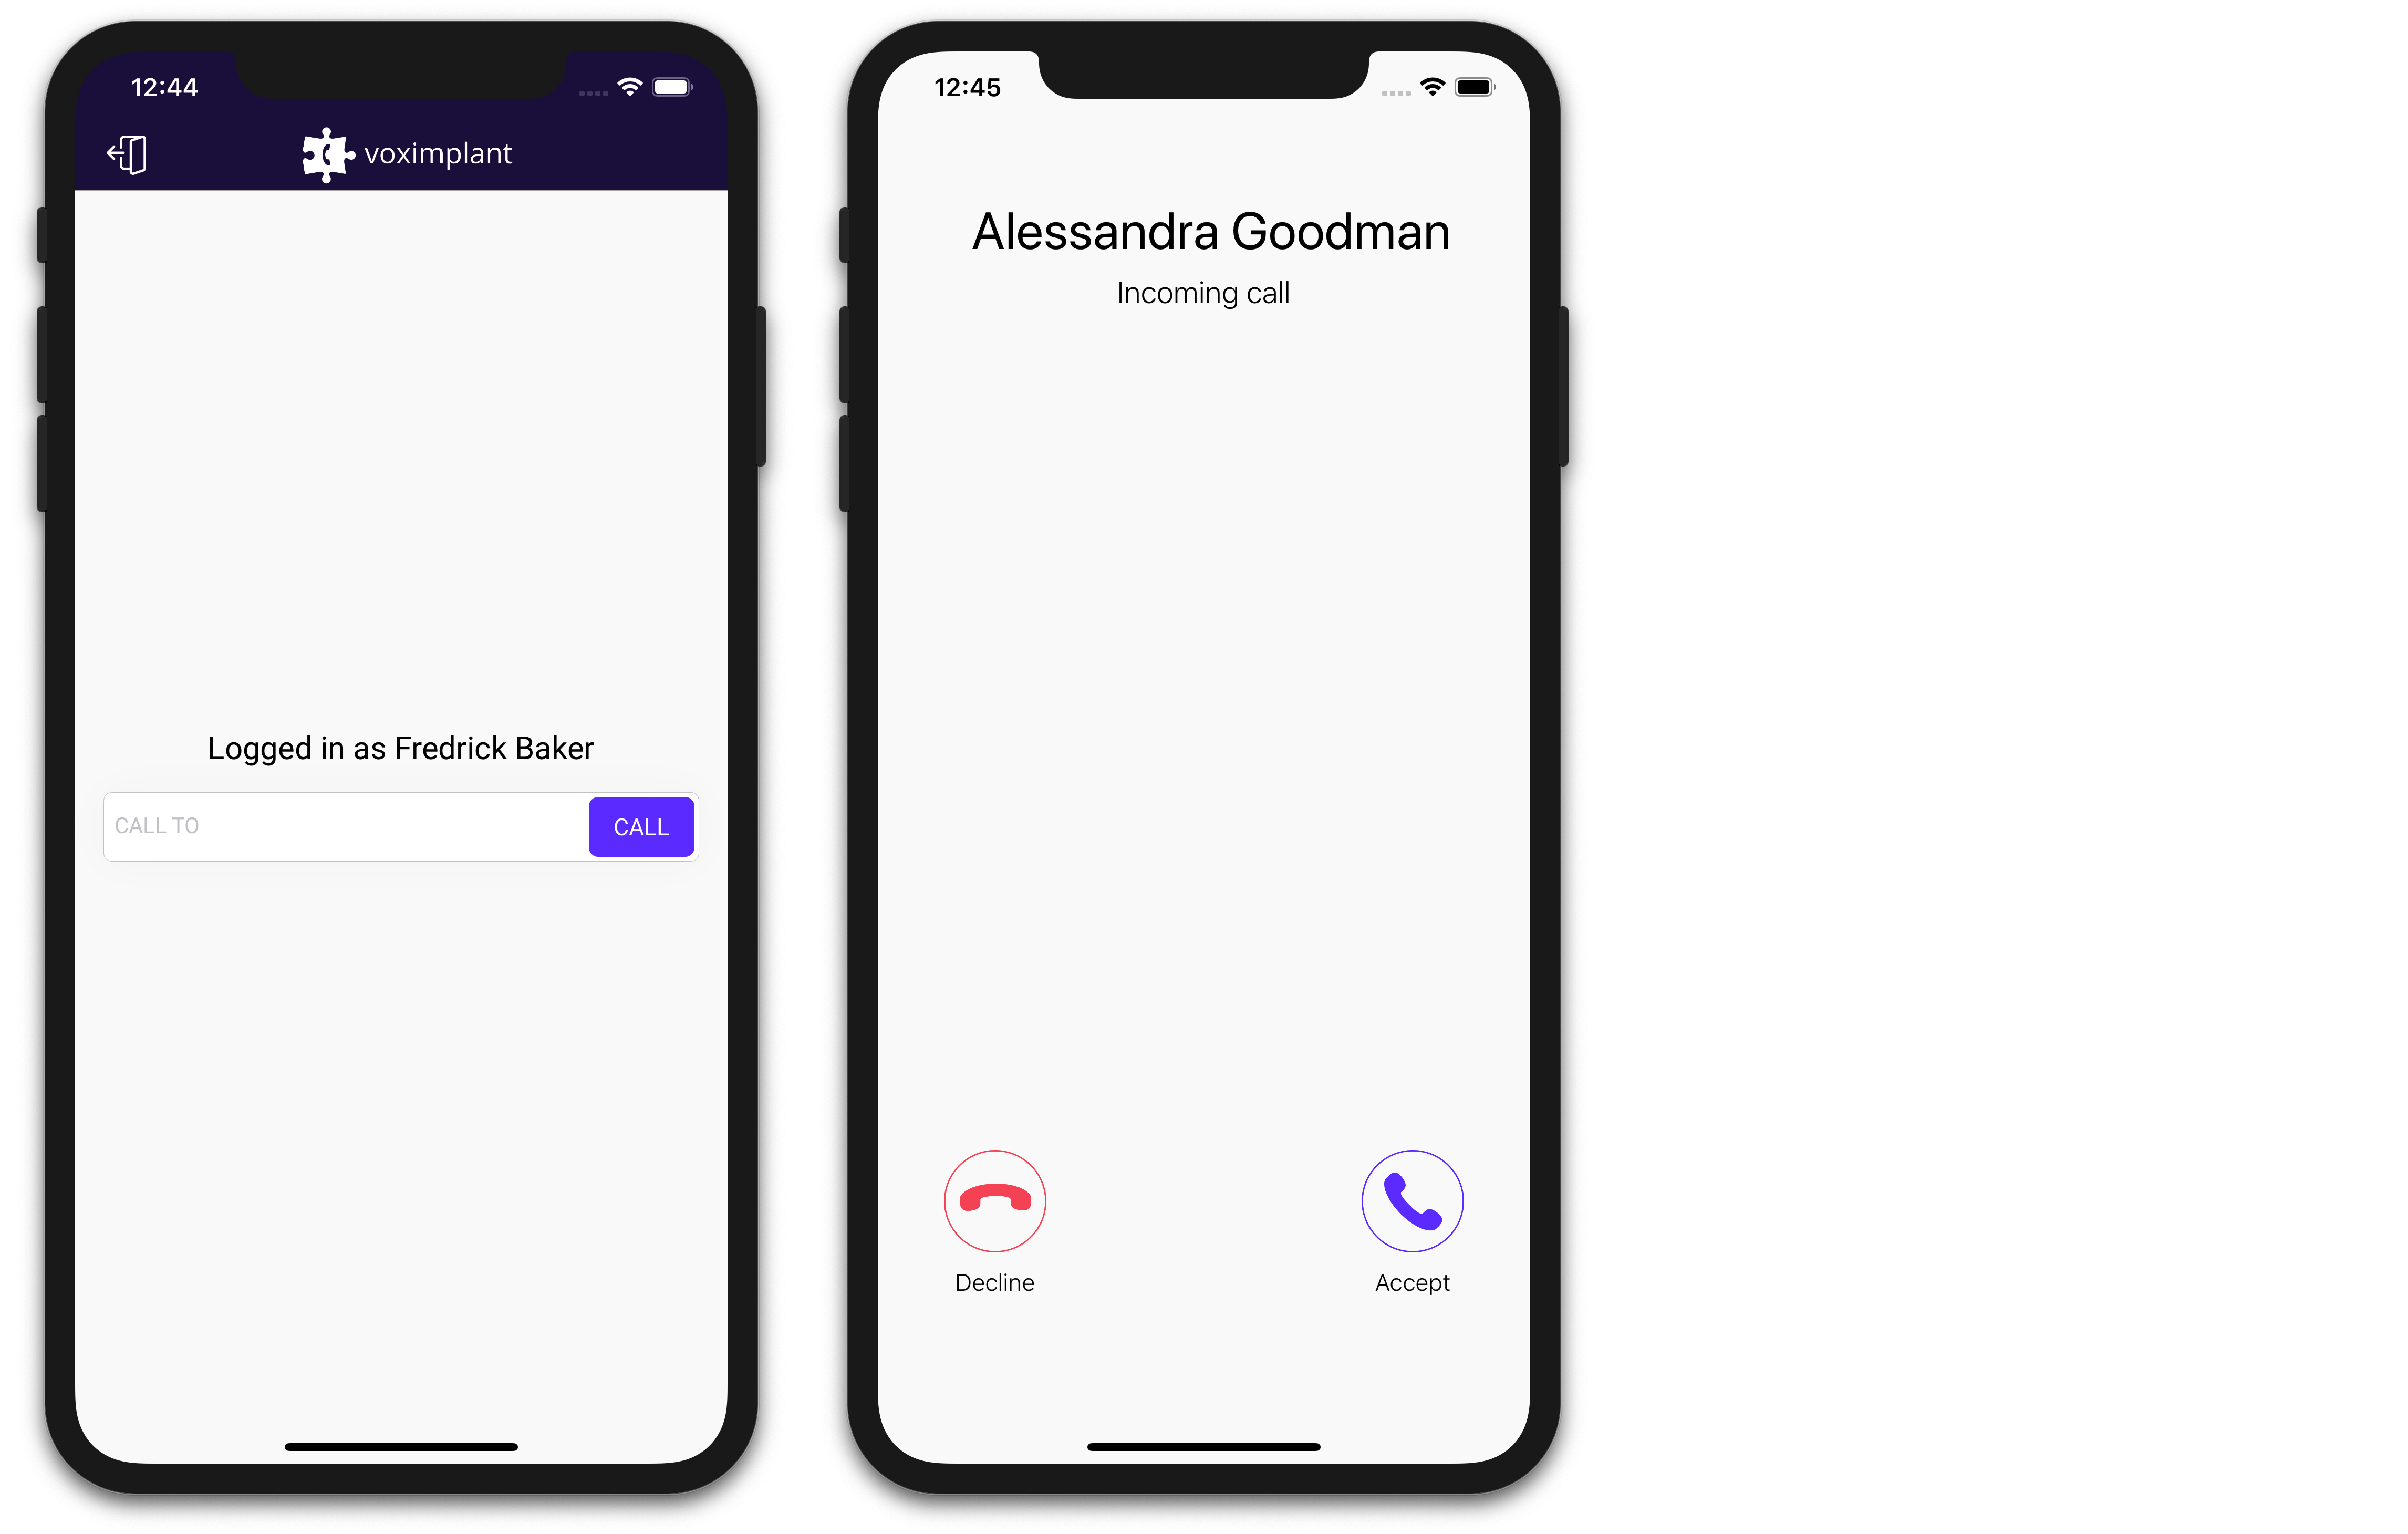 12:44
voximplant
Logged in as Fredrick Baker
CALL TO
CALL
12:45
Alessandra Goodman
Incoming call
Decline
Accept